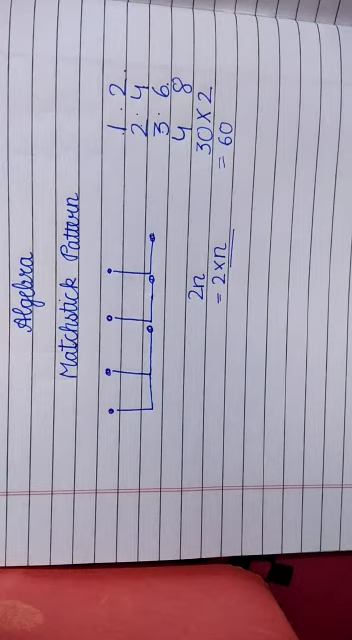 Algebra
Matchstick Pattern
1 : 2
2 : 4
3 : 6
4 8
30 × 2
= 60
2n
= 2×n